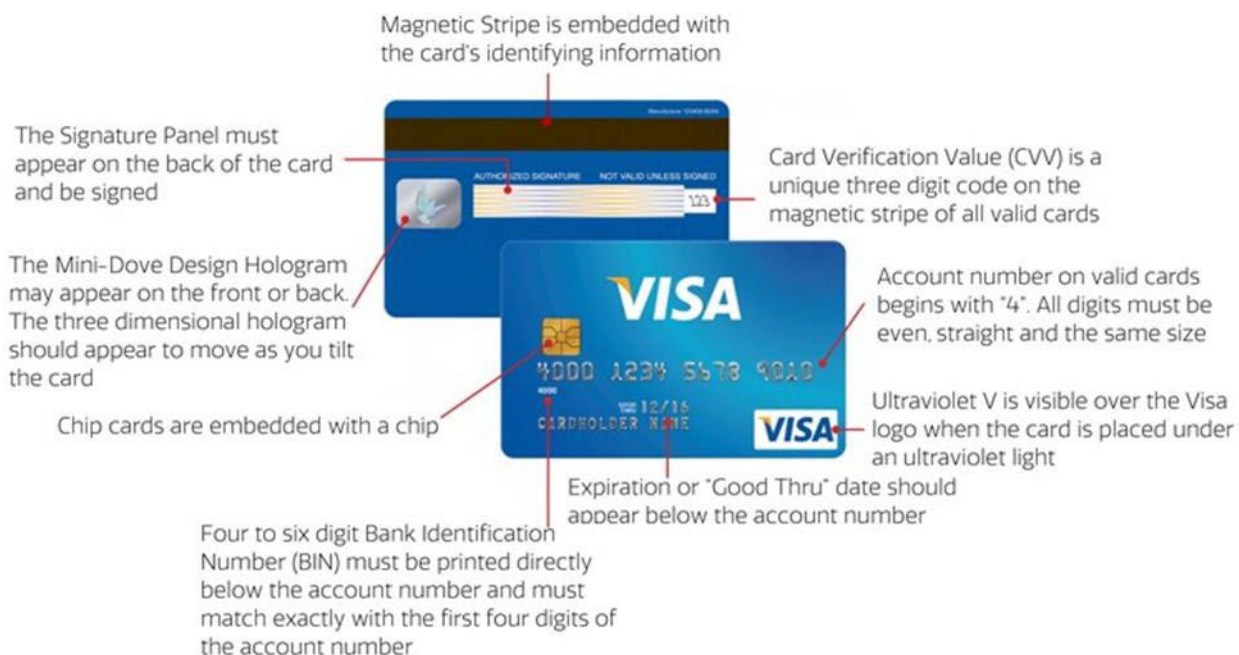 Magnetic Stripe is embedded with
the card's identifying information
The Signature Panel must
appear on the back of the card
and be signed
AUTHORIZED SIGNATURE NOT VALID UNLESS SIGNED
123
Card Verification Value (CVV) is a
unique three digit code on the
magnetic stripe of all valid cards
The Mini-Dove Design Hologram
may appear on the front or back.
The three dimensional hologram
should appear to move as you tilt
the card
VISA
Account number on valid cards
begins with "4". All digits must be
even, straight and the same size
4000 1234 5678 9010
4000
GOOD
THRU 12/16
CARDHOLDER NAME
VISA
Chip cards are embedded with a chip
Ultraviolet V is visible over the Visa
logo when the card is placed under
an ultraviolet light
Expiration or "Good Thru" date should
appear below the account number
Four to six digit Bank Identification
Number (BIN) must be printed directly
below the account number and must
match exactly with the first four digits of
the account number